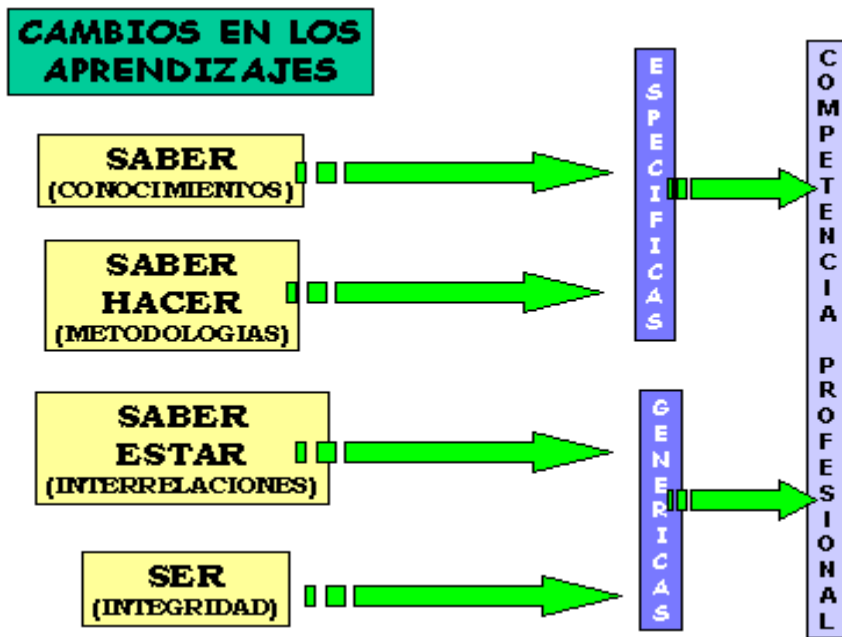 CAMBIOS EN LOS
APRENDIZAJES
SABER
(CONOCIMIENTOS)
SABER
HACER
(METODOLOGIAS)
SABER
ESTAR
(INTERRELACIONES)
SER
(INTEGRIDAD)
ESPECIFICAS
GENERICAS
COMPETENCIA PROFESIONAL